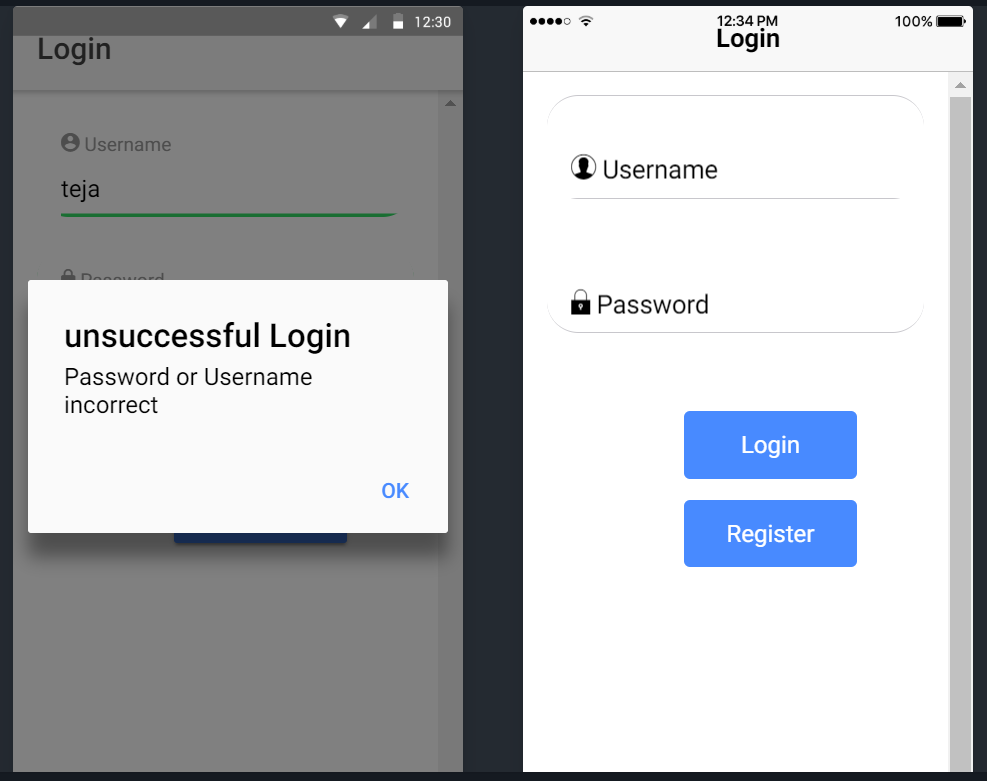 12:30
Login
Username
teja
Password
unsuccessful Login
Password or Username
incorrect
OK
12:34 PM
100%
Login
Username
Password
Login
Register